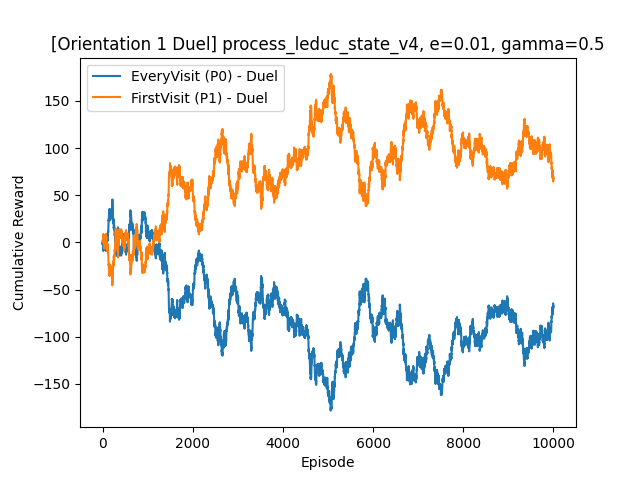 [Orientation 1 Duel] process_leduc_state_v4, e=0.01, gamma=0.5
EveryVisit (P0) - Duel
FirstVisit (P1) - Duel
150
100
50
0
−50
−100
−150
Cumulative Reward
0
2000
4000
6000
8000
10000
Episode